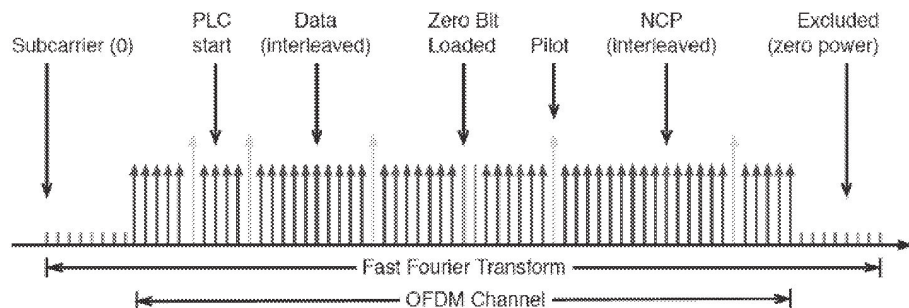 Subcarrier (0)
PLC
start
Data
(interleaved)
Zero Bit
Loaded
Pilot
NCP
(interleaved)
Excluded
(zero power)
Fast Fourier Transform
OFDM Channel